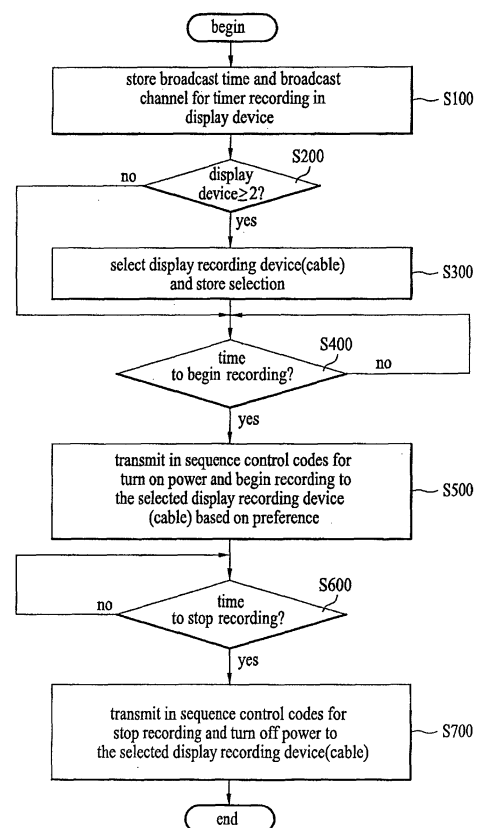 begin
store broadcast time and broadcast
channel for timer recording in
display device
S100
S200
display
device≥2?
no
yes
select display recording device(cable)
and store selection
S300
S400
time
to begin recording?
no
yes
transmit in sequence control codes for
turn on power and begin recording to
the selected display recording device
(cable) based on preference
S500
S600
time
to stop recording?
no
yes
transmit in sequence control codes for
stop recording and turn off power to
the selected display recording device(cable)
S700
end